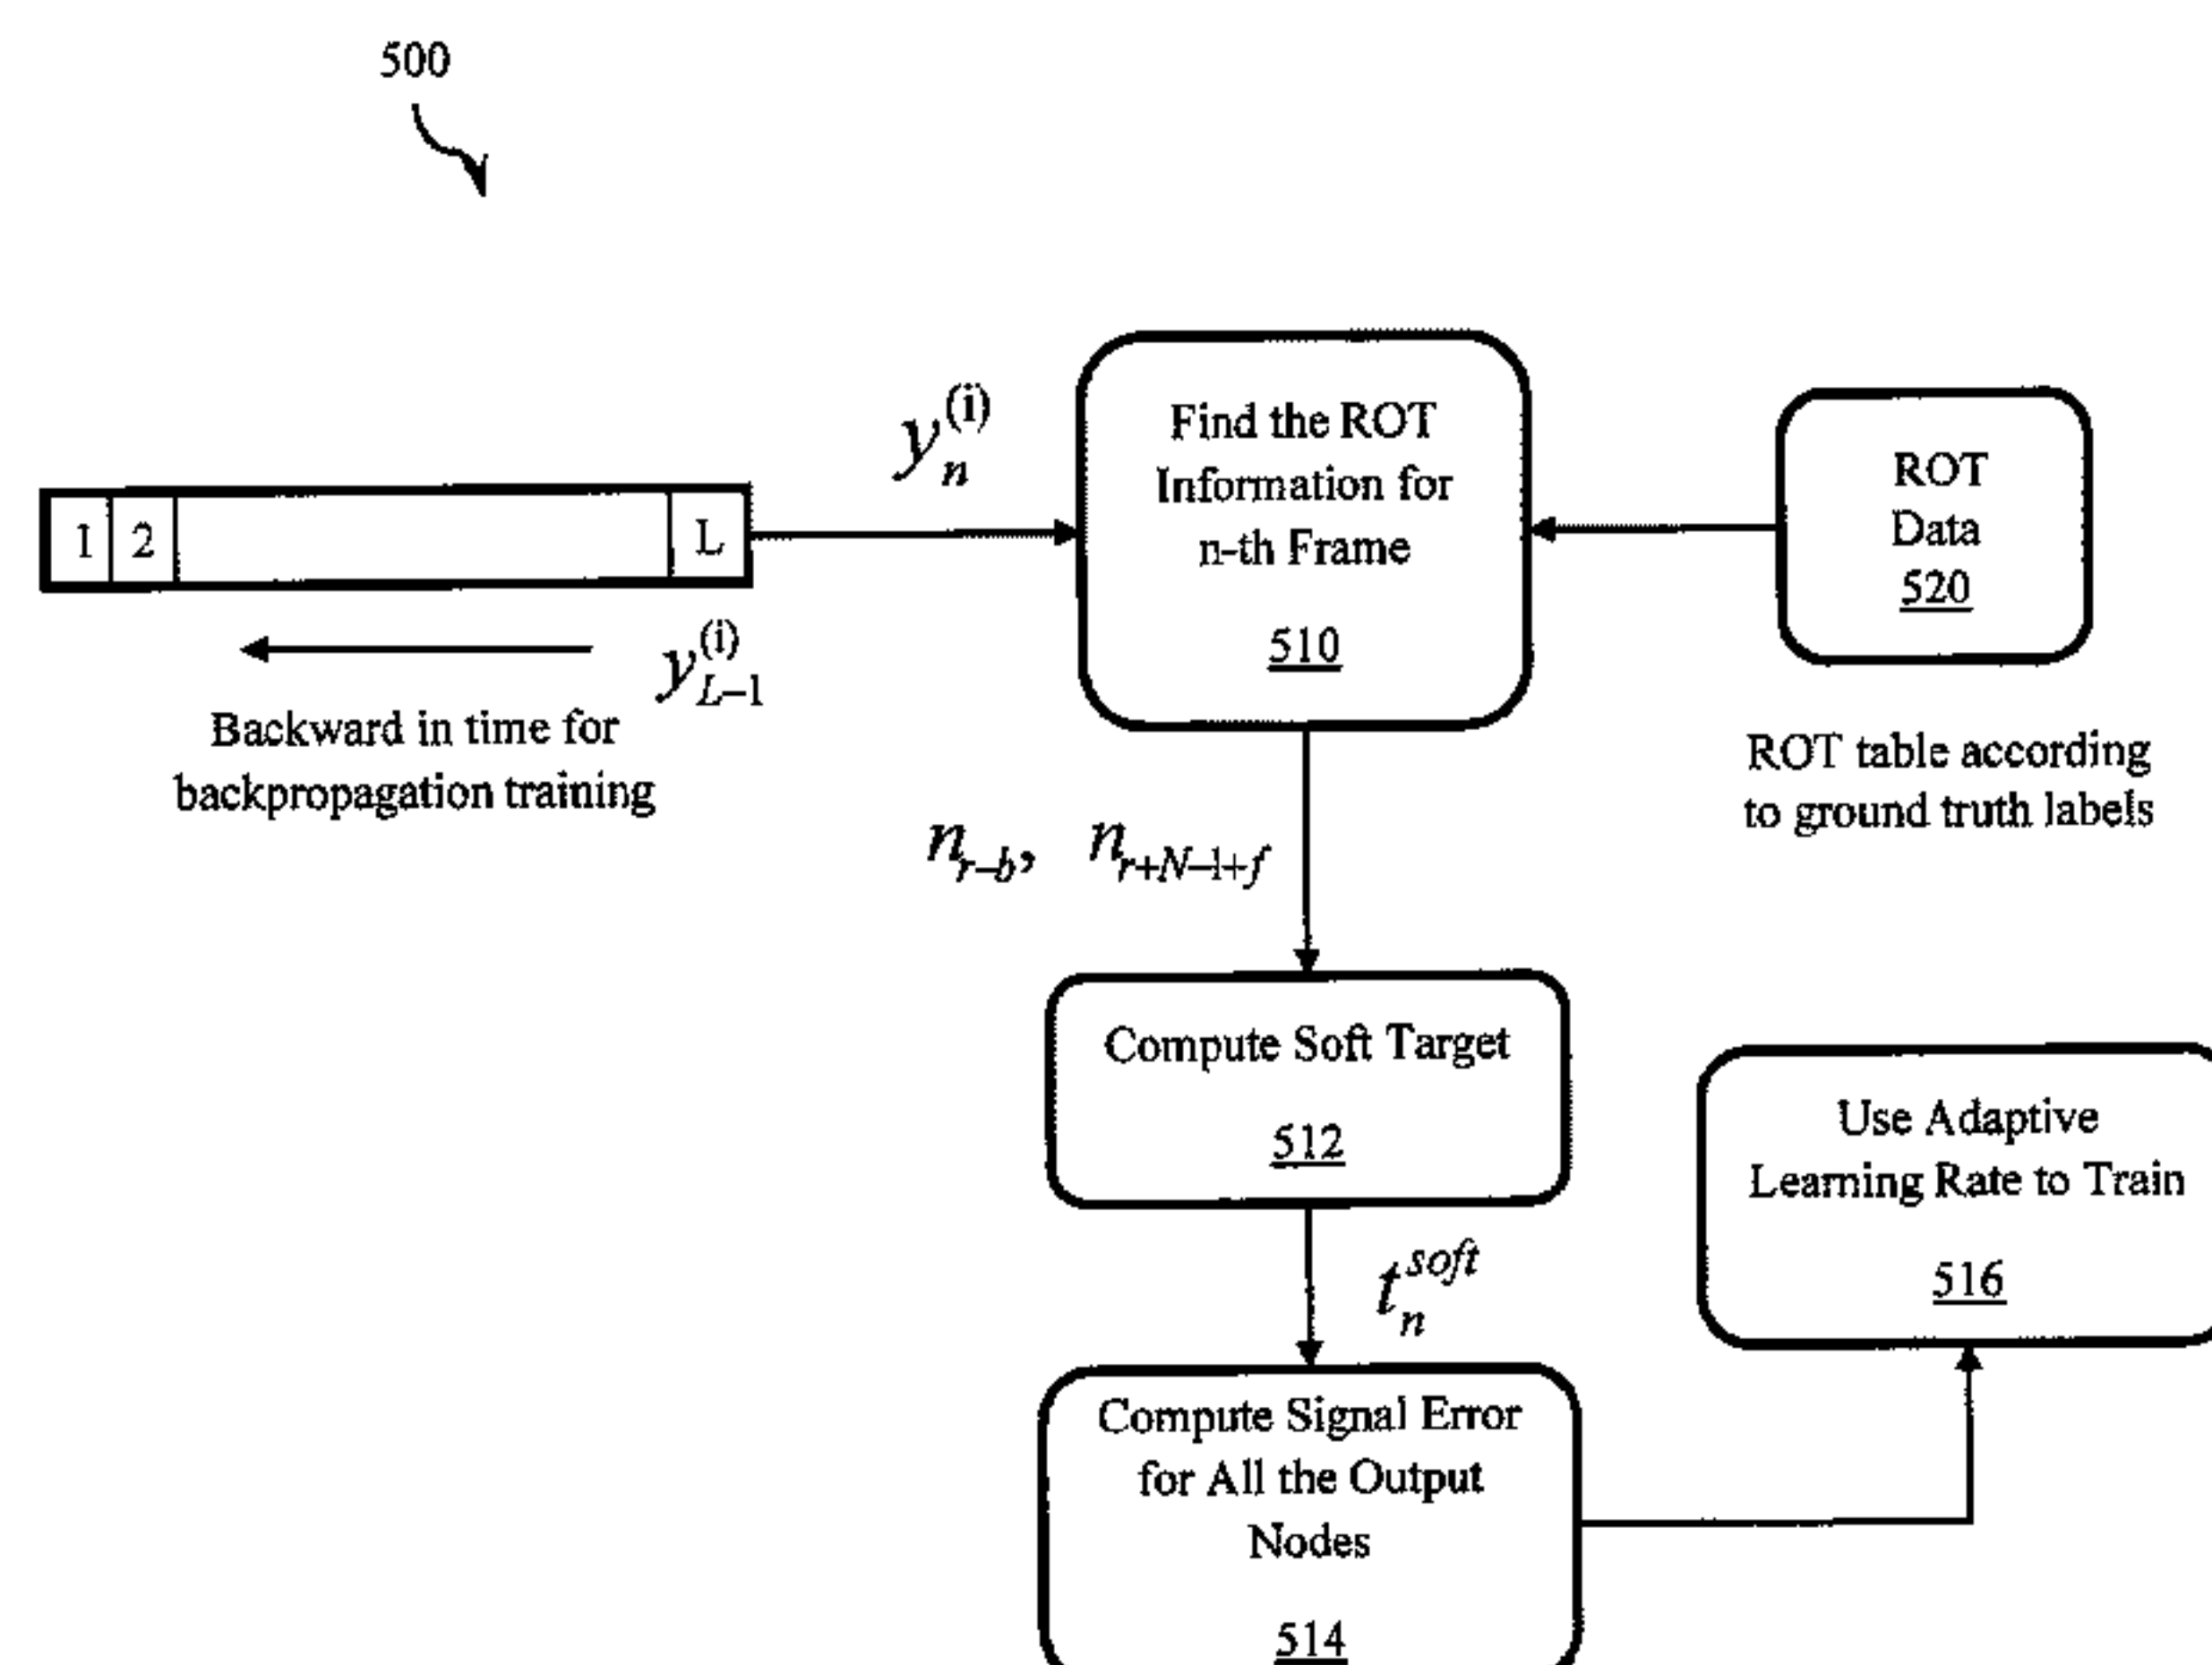 500
1 2 L
y_n^(i)
y_{L-1}^(i)
Backward in time for
backpropagation training
Find the ROT
Information for
n-th Frame
510
ROT
Data
520
ROT table according
to ground truth labels
n_{r-b}, n_{r+N-1+f}
Compute Soft Target
512
t_n^soft
Compute Signal Error
for All the Output
Nodes
514
Use Adaptive
Learning Rate to Train
516